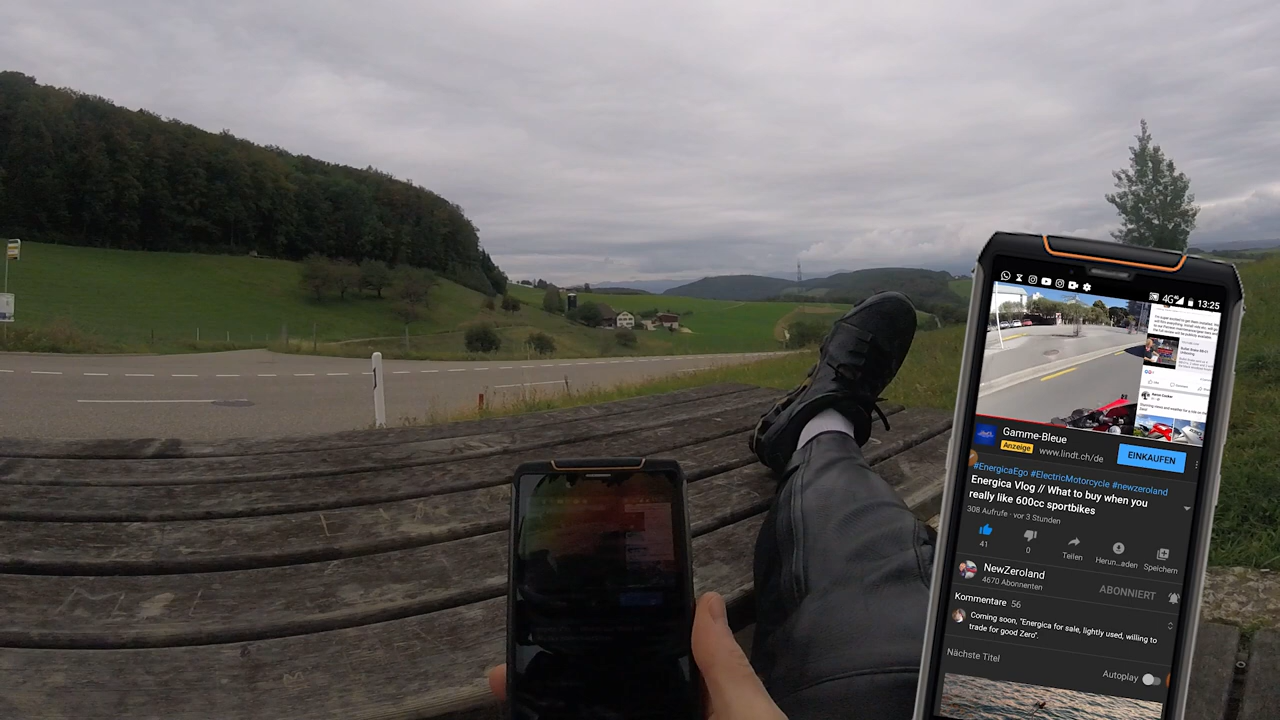 4G
13:25
Gamme-Bleue
Anzeige www.lindt.ch/de
EINKAUFEN
#EnergicaEgo #ElectricMotorcycle #newzeroland
Energica Vlog // What to buy when you
really like 600cc sportbikes
308 Aufrufe · vor 3 Stunden
41
0
Teilen
Herun...aden
Speichern
NewZeroland
4670 Abonnenten
ABONNIERT
Kommentare 56
Coming soon, "Energica for sale, lightly used, willing to
trade for good Zero".
Nächste Titel
Autoplay